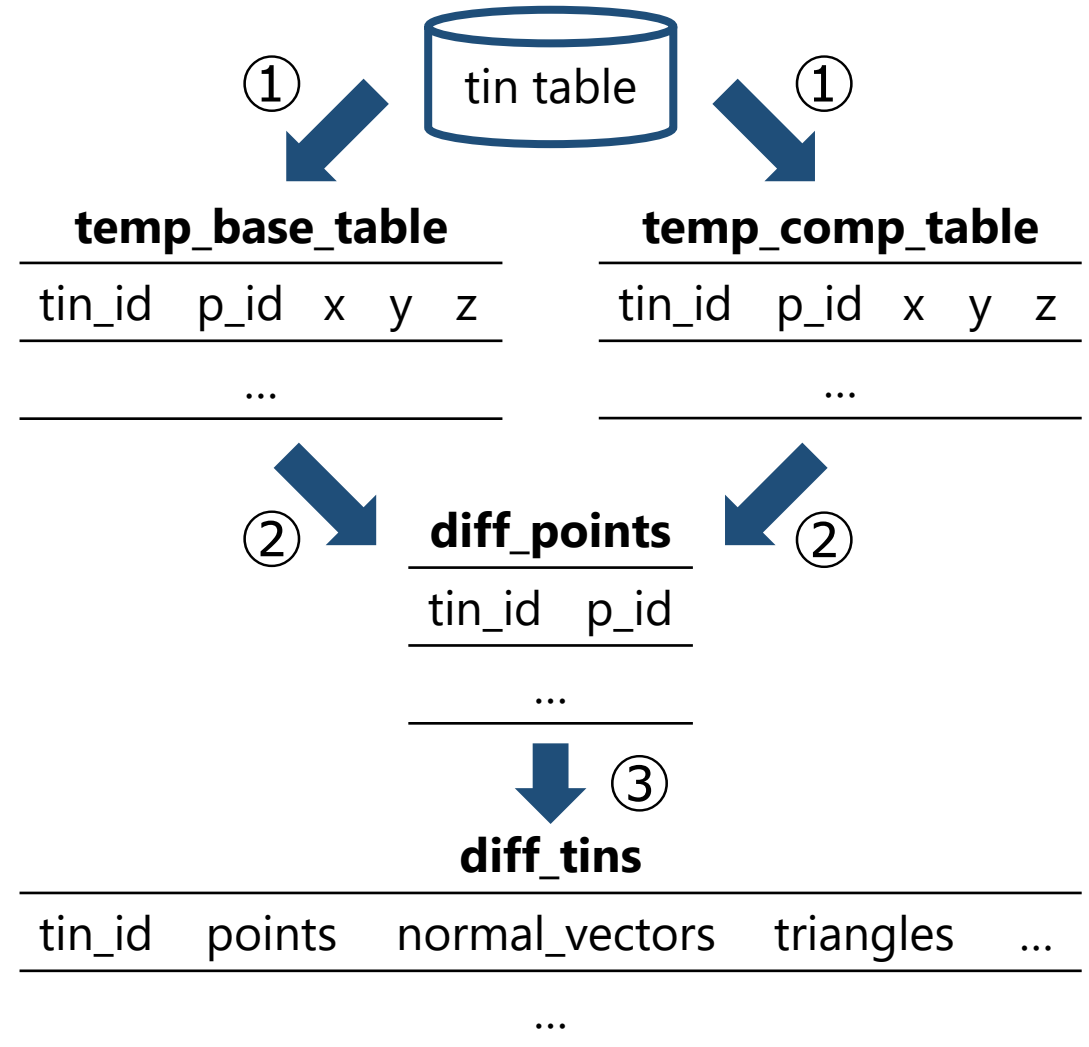 tin table
① ①
temp_base_table temp_comp_table
tin_id p_id x y z tin_id p_id x y z
... ...
② diff_points ②
tin_id p_id
...
③
diff_tins
tin_id points normal_vectors triangles ...
...